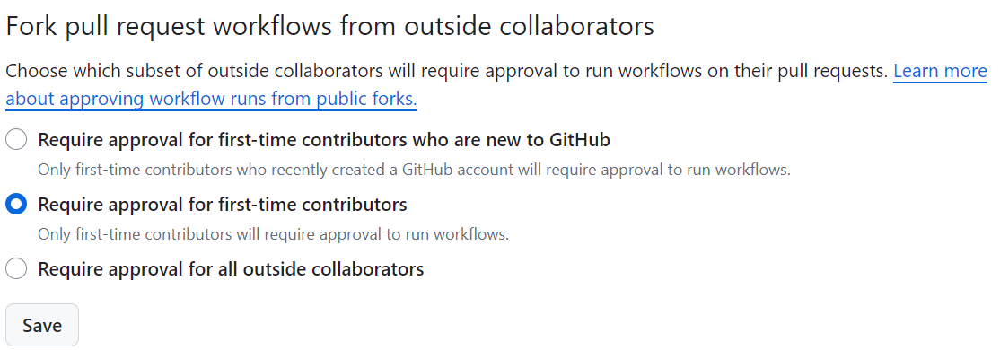 Fork pull request workflows from outside collaborators
Choose which subset of outside collaborators will require approval to run workflows on their pull requests. Learn more
about approving workflow runs from public forks.
Require approval for first-time contributors who are new to GitHub
Only first-time contributors who recently created a GitHub account will require approval to run workflows.
Require approval for first-time contributors
Only first-time contributors will require approval to run workflows.
Require approval for all outside collaborators
Save